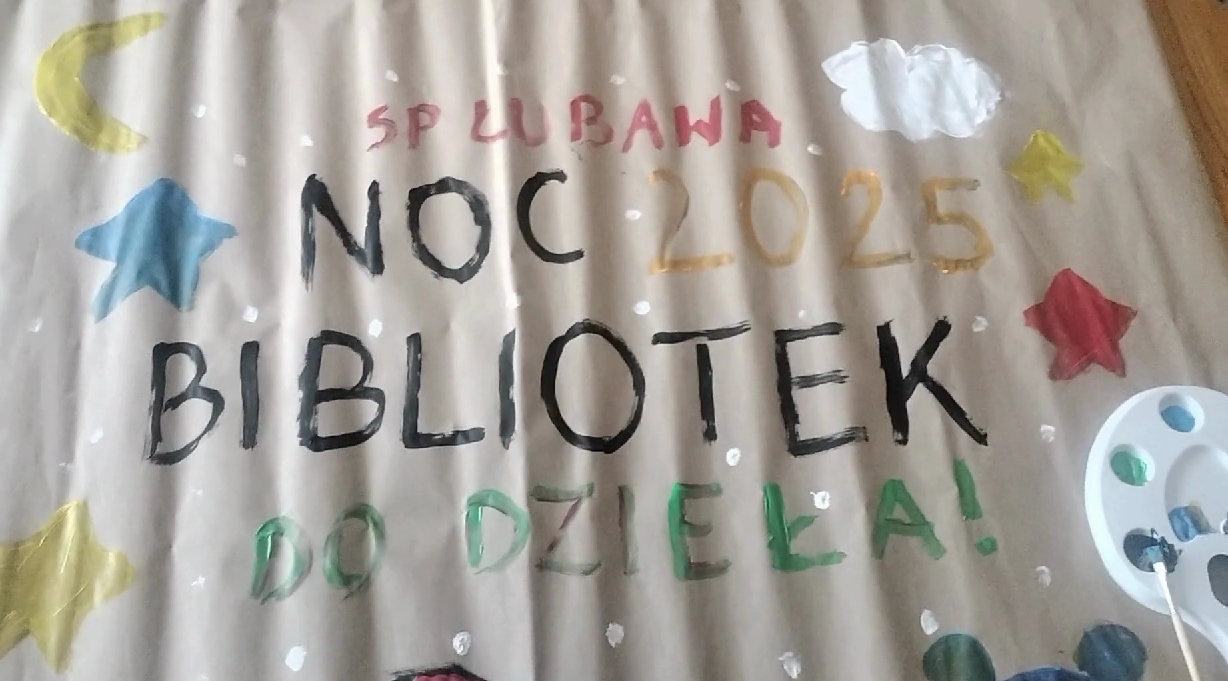 SP LUBAWA
NOC 2025
BIBLIOTEK
DO DZIEŁA!